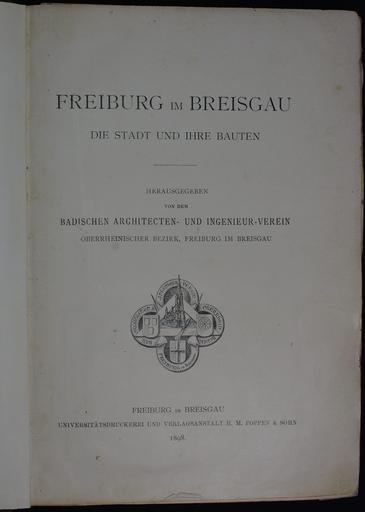 FREIBURG IM BREISGAU
DIE STADT UND IHRE BAUTEN
HERAUSGEGEBEN
VON DEM
BADISCHEN ARCHITECTEN- UND INGENIEUR-VEREIN
OBERRHEINISCHER BEZIRK, FREIBURG IM BREISGAU
FREIBURG IM BREISGAU
UNIVERSITÄTSDRUCKEREI UND VERLAGSANSTALT H. M. POPPEN & SOHN
1898.